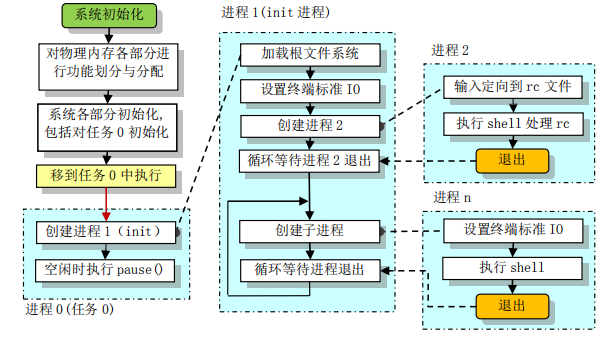 系统初始化
对物理内存各部分进
行功能划分与分配
系统各部分初始化,
包括对任务 0 初始化
移到任务 0 中执行
创建进程 1（init）
空闲时执行 pause()
进程 0(任务 0)
进程 1(init 进程)
加载根文件系统
设置终端标准 IO
创建进程 2
循环等待进程 2 退出
创建子进程
循环等待进程退出
进程 2
输入定向到 rc 文件
执行 shell 处理 rc
退出
进程 n
设置终端标准 IO
执行 shell
退出